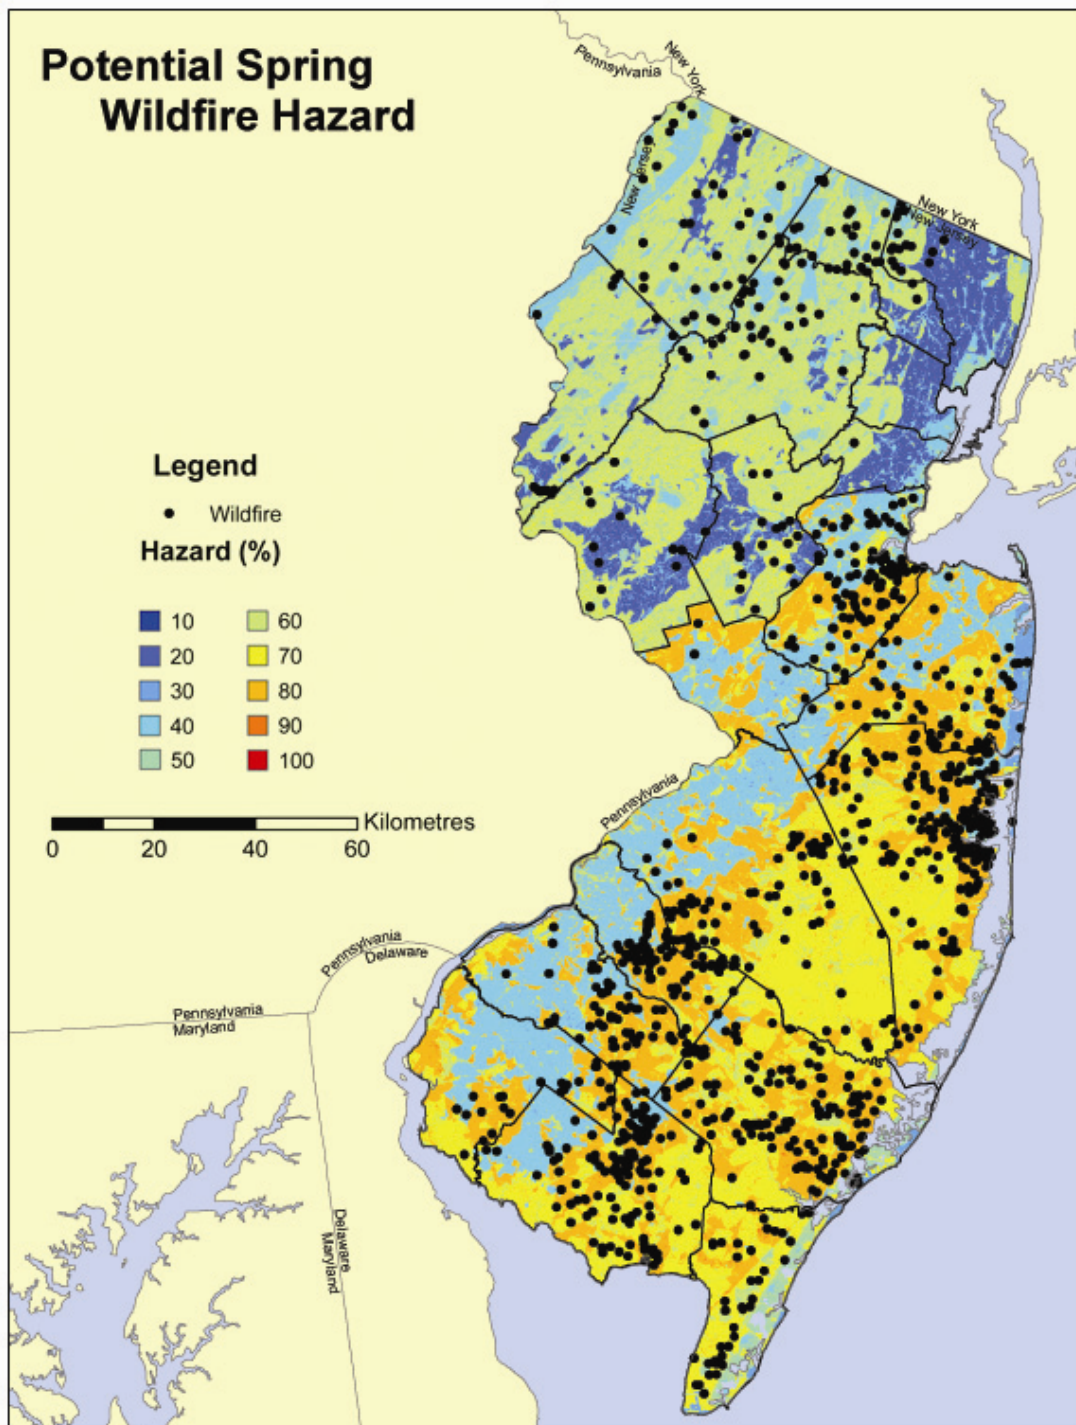 Potential Spring
Wildfire Hazard
New York
Pennsylvania
New Jersey
New York
New Jersey
Legend
Wildfire
Hazard (%)
10 60
20 70
30 80
40 90
50 100
Kilometres
0 20 40 60
Pennsylvania
Pennsylvania
Delaware
Pennsylvania
Maryland
Delaware
Maryland